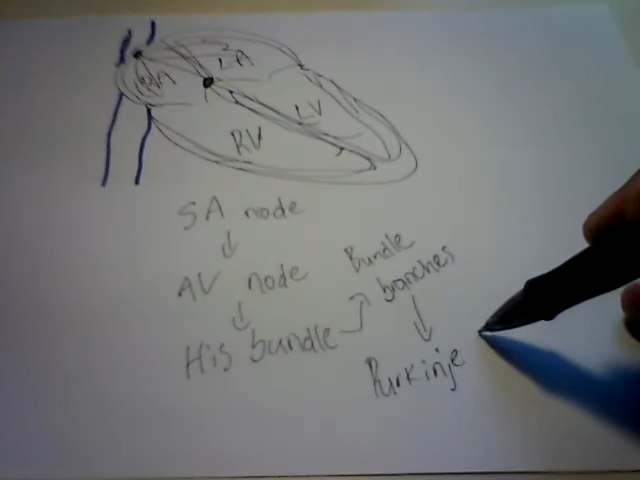 RA
LA
LV
RV
SA node
AV node
His bundle
Bundle
branches
Purkinje